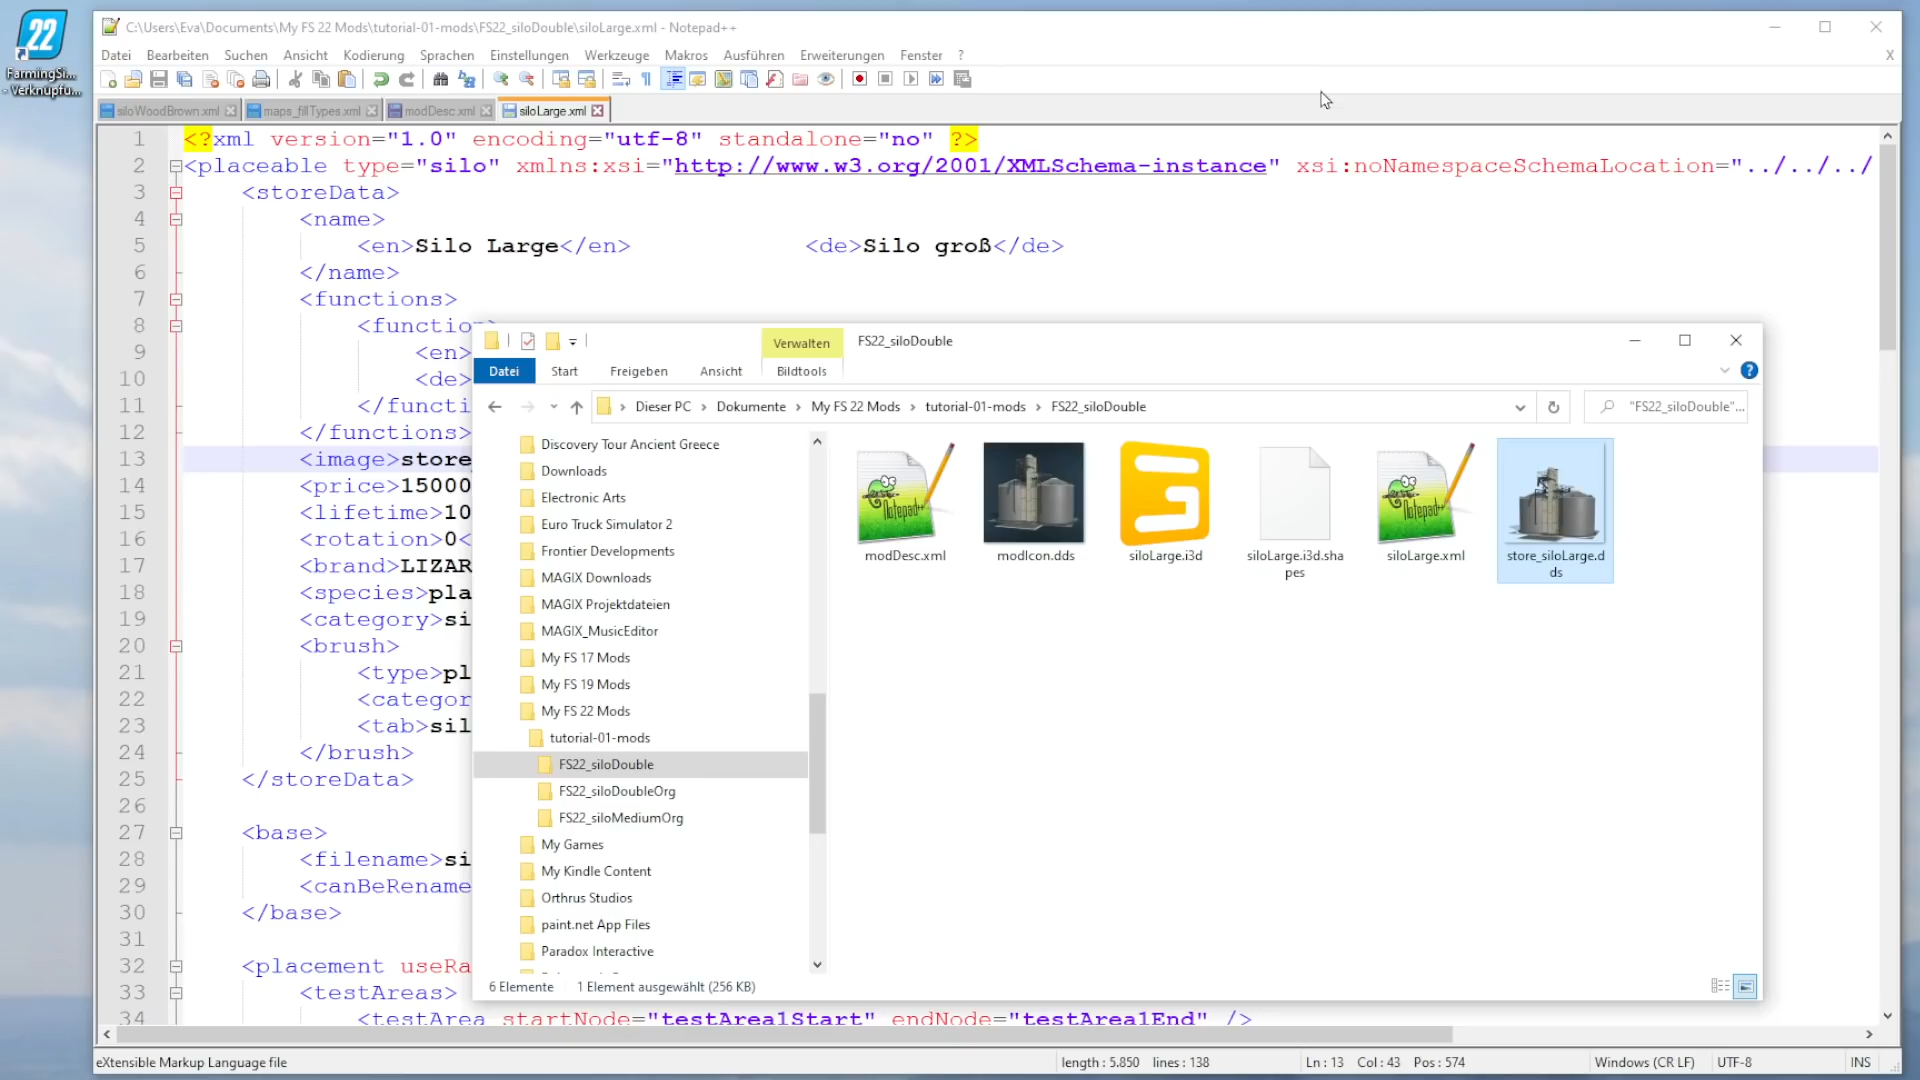 22
FarmingSi...
- Verknüpfu...
C:\Users\Eva\Documents\My FS 22 Mods\tutorial-01-mods\FS22_siloDouble\siloLarge.xml - Notepad++
Datei Bearbeiten Suchen Ansicht Kodierung Sprachen Einstellungen Werkzeuge Makros Ausführen Erweiterungen Fenster ? X
siloWoodBrown.xml maps_fillTypes.xml modDesc.xml siloLarge.xml
1 <?xml version="1.0" encoding="utf-8" standalone="no" ?>
2 <placeable type="silo" xmlns:xsi="http://www.w3.org/2001/XMLSchema-instance" xsi:noNamespaceSchemaLocation="../../../
3 <storeData>
4 <name>
5 <en>Silo Large</en> <de>Silo groß</de>
6 </name>
7 <functions>
8 <function>
9 <en>
10 <de>
11 </functi
12 </functions>
13 <image>store
14 <price>15000
15 <lifetime>10
16 <rotation>0<
17 <brand>LIZAR
18 <species>pla
19 <category>si
20 <brush>
21 <type>pl
22 <categor
23 <tab>sil
24 </brush>
25 </storeData>
26
27 <base>
28 <filename>si
29 <canBeRename
30 </base>
31
32 <placement useRa
33 <testAreas>
34 <testArea startNode="testArea1Start" endNode="testArea1End" />
Verwalten FS22_siloDouble
Datei Start Freigeben Ansicht Bildtools
Dieser PC Dokumente My FS 22 Mods tutorial-01-mods FS22_siloDouble "FS22_siloDouble"...
Discovery Tour Ancient Greece
Downloads
Electronic Arts
Euro Truck Simulator 2
Frontier Developments
MAGIX Downloads
MAGIX Projektdateien
MAGIX_MusicEditor
My FS 17 Mods
My FS 19 Mods
My FS 22 Mods
tutorial-01-mods
FS22_siloDouble
FS22_siloDoubleOrg
FS22_siloMediumOrg
My Games
My Kindle Content
Orthrus Studios
paint.net App Files
Paradox Interactive
Notepad++ Notepad++
modDesc.xml modIcon.dds siloLarge.i3d siloLarge.i3d.sha siloLarge.xml store_siloLarge.d
pes ds
6 Elemente 1 Element ausgewählt (256 KB)
eXtensible Markup Language file length : 5.850 lines : 138 Ln : 13 Col : 43 Pos : 574 Windows (CR LF) UTF-8 INS